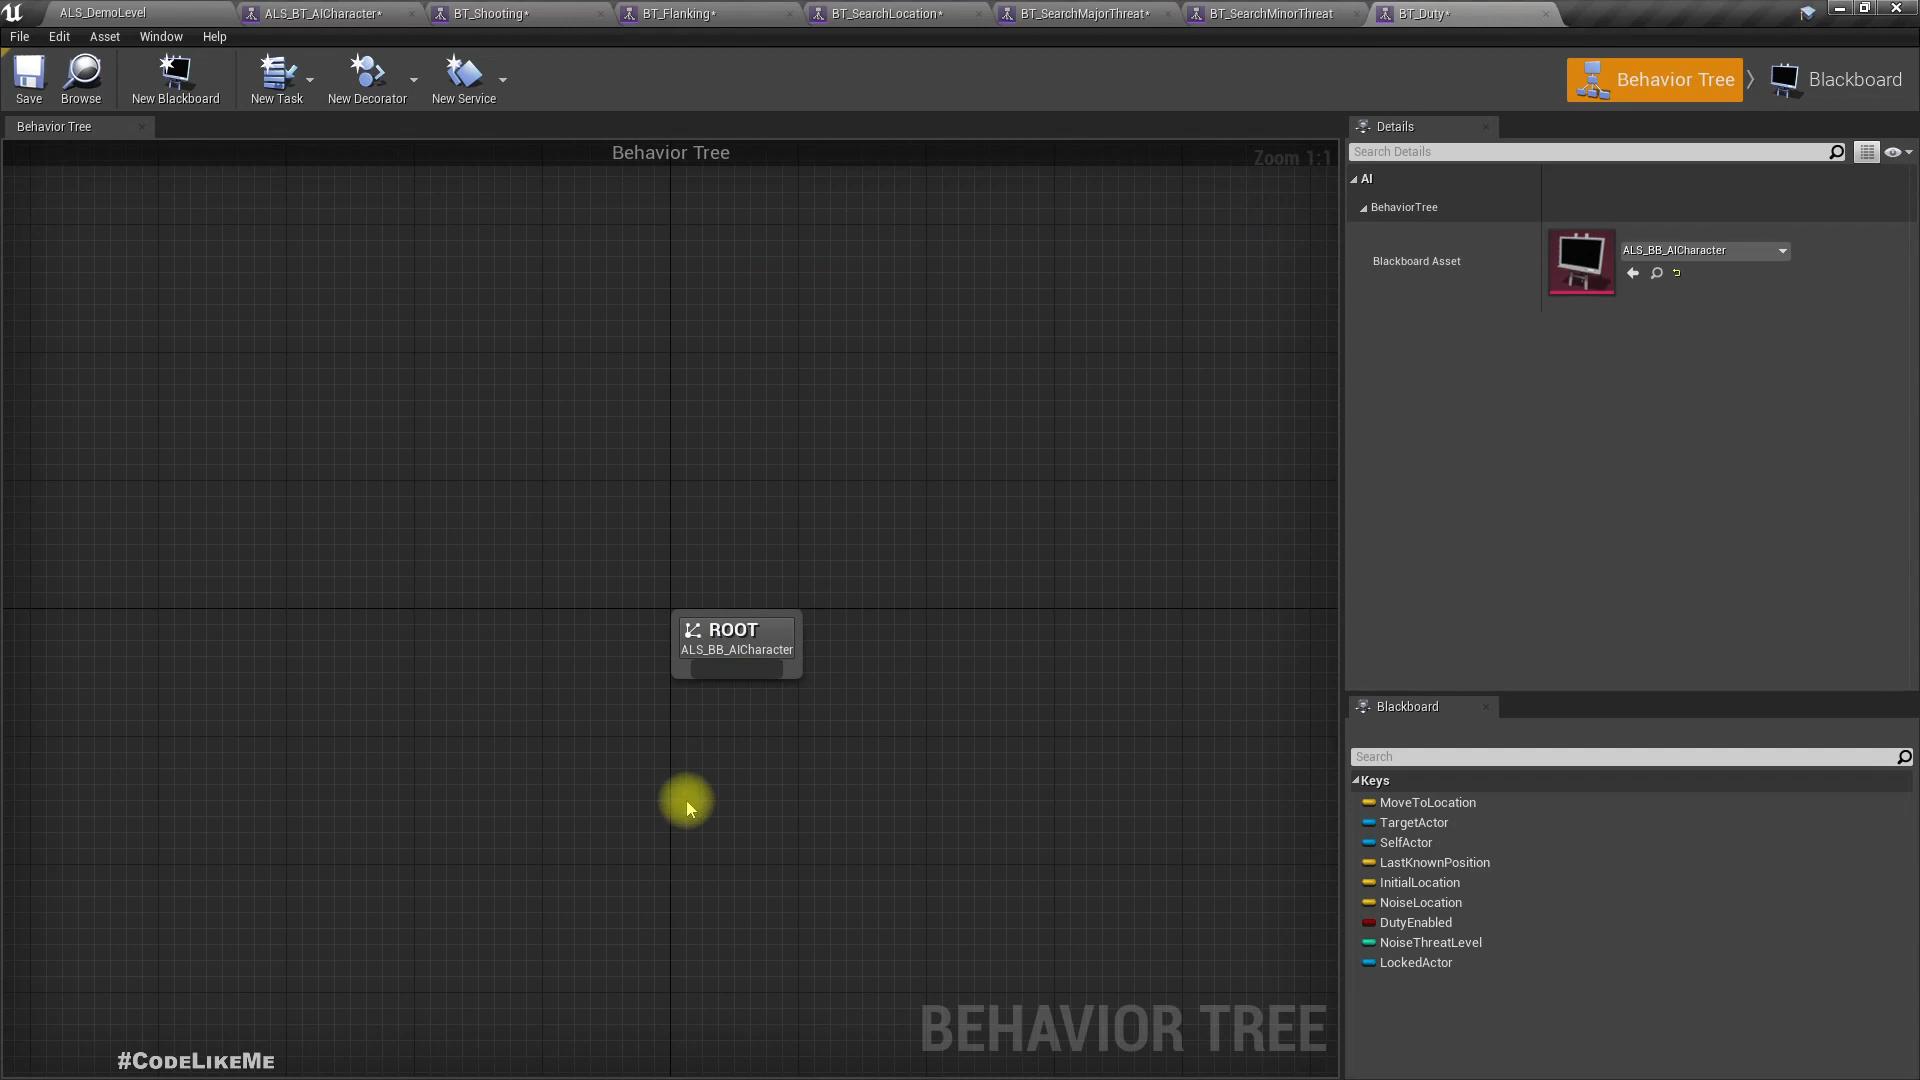 ALS_DemoLevel
ALS_BT_AICharacter*
BT_Shooting*
BT_Flanking*
BT_SearchLocation*
BT_SearchMajorThreat*
BT_SearchMinorThreat
BT_Duty*
File Edit Asset Window Help
Save
Browse
New Blackboard
New Task
New Decorator
New Service
Behavior Tree
Blackboard
Behavior Tree
Behavior Tree
Zoom 1:1
ROOT
ALS_BB_AICharacter
BEHAVIOR TREE
#CodeLikeMe
Details
Search Details
AI
BehaviorTree
Blackboard Asset
ALS_BB_AICharacter
Blackboard
Search
Keys
MoveToLocation
TargetActor
SelfActor
LastKnownPosition
InitialLocation
NoiseLocation
DutyEnabled
NoiseThreatLevel
LockedActor